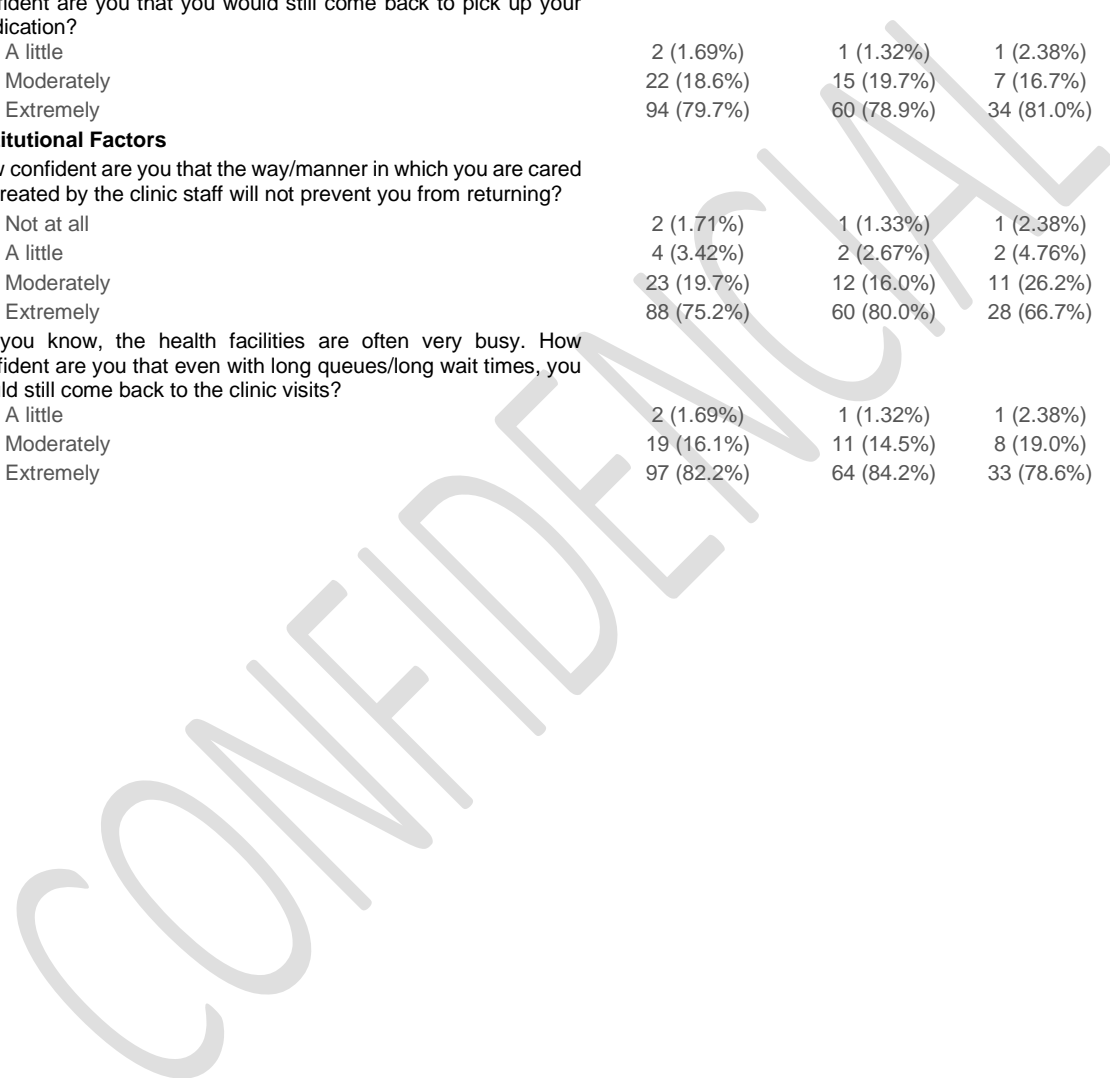 fident are you that you would still come back to pick up your
dication?
A little 2 (1.69%) 1 (1.32%) 1 (2.38%)
Moderately 22 (18.6%) 15 (19.7%) 7 (16.7%)
Extremely 94 (79.7%) 60 (78.9%) 34 (81.0%)
itutional Factors
confident are you that the way/manner in which you are cared
reated by the clinic staff will not prevent you from returning?
Not at all 2 (1.71%) 1 (1.33%) 1 (2.38%)
A little 4 (3.42%) 2 (2.67%) 2 (4.76%)
Moderately 23 (19.7%) 12 (16.0%) 11 (26.2%)
Extremely 88 (75.2%) 60 (80.0%) 28 (66.7%)
you know, the health facilities are often very busy. How
fident are you that even with long queues/long wait times, you
ld still come back to the clinic visits?
A little 2 (1.69%) 1 (1.32%) 1 (2.38%)
Moderately 19 (16.1%) 11 (14.5%) 8 (19.0%)
Extremely 97 (82.2%) 64 (84.2%) 33 (78.6%)
CONFIDENCIAL